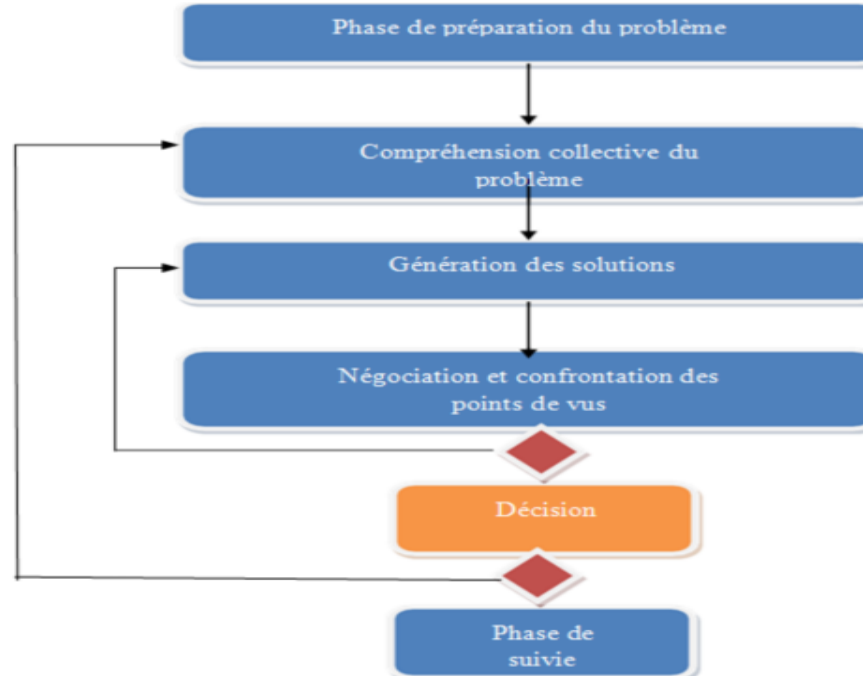 Phase de préparation du problème
Compréhension collective du
problème
Génération des solutions
Négociation et confrontation des
points de vus
Décision
Phase de
suivie